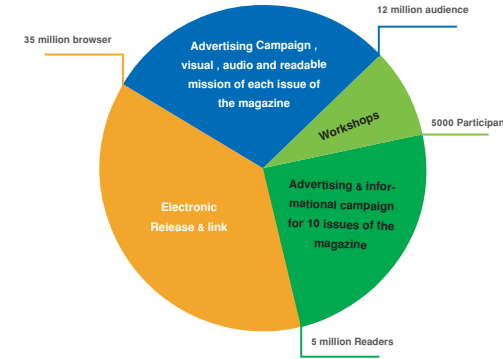 35 million browser
12 million audience
Advertising Campaign ,
visual , audio and readable
mission of each issue of
the magazine
Workshops
5000 Participan
Advertising & infor-
mational campaign
for 10 issues of the
magazine
Electronic
Release & link
5 million Readers